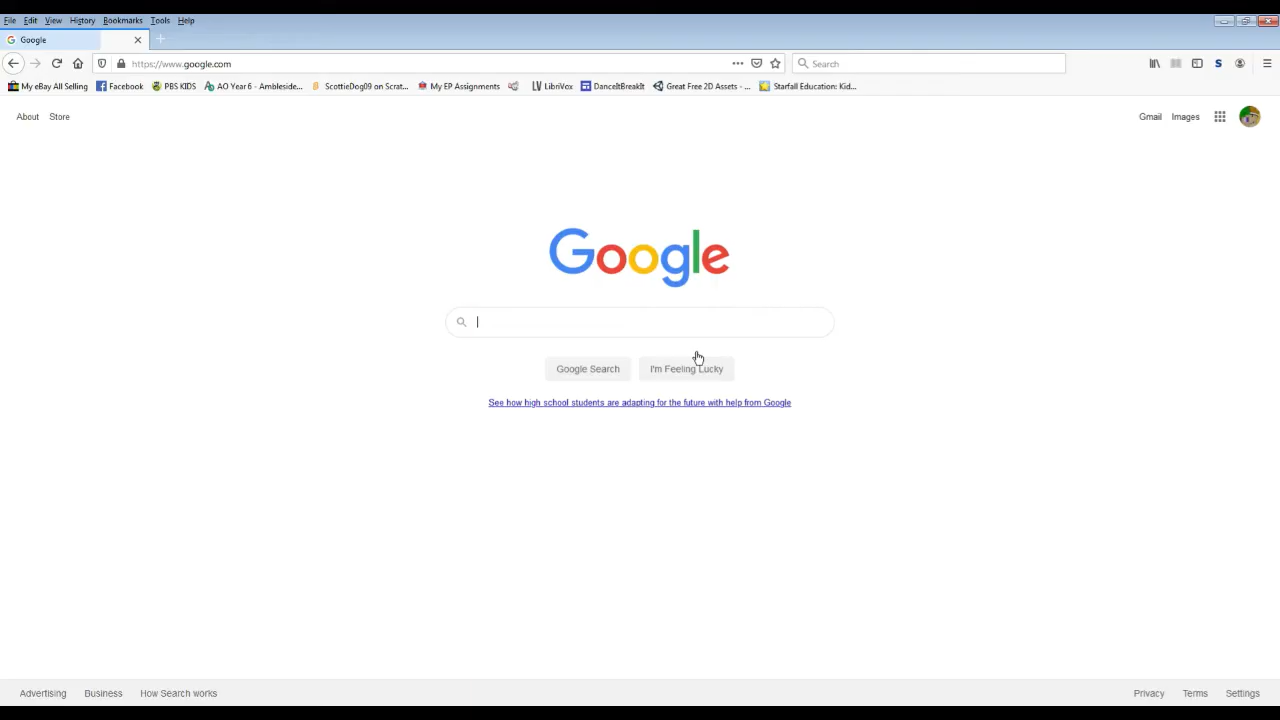 File Edit View History Bookmarks Tools Help
Google
https://www.google.com
Search
My eBay All Selling Facebook PBS KIDS AO Year 6 - Ambleside... ScottieDog09 on Scrat... My EP Assignments LibriVox DanceItBreakIt Great Free 2D Assets - ... Starfall Education: Kid...
About Store Gmail Images
Google
Google Search I'm Feeling Lucky
See how high school students are adapting for the future with help from Google
Advertising Business How Search works Privacy Terms Settings